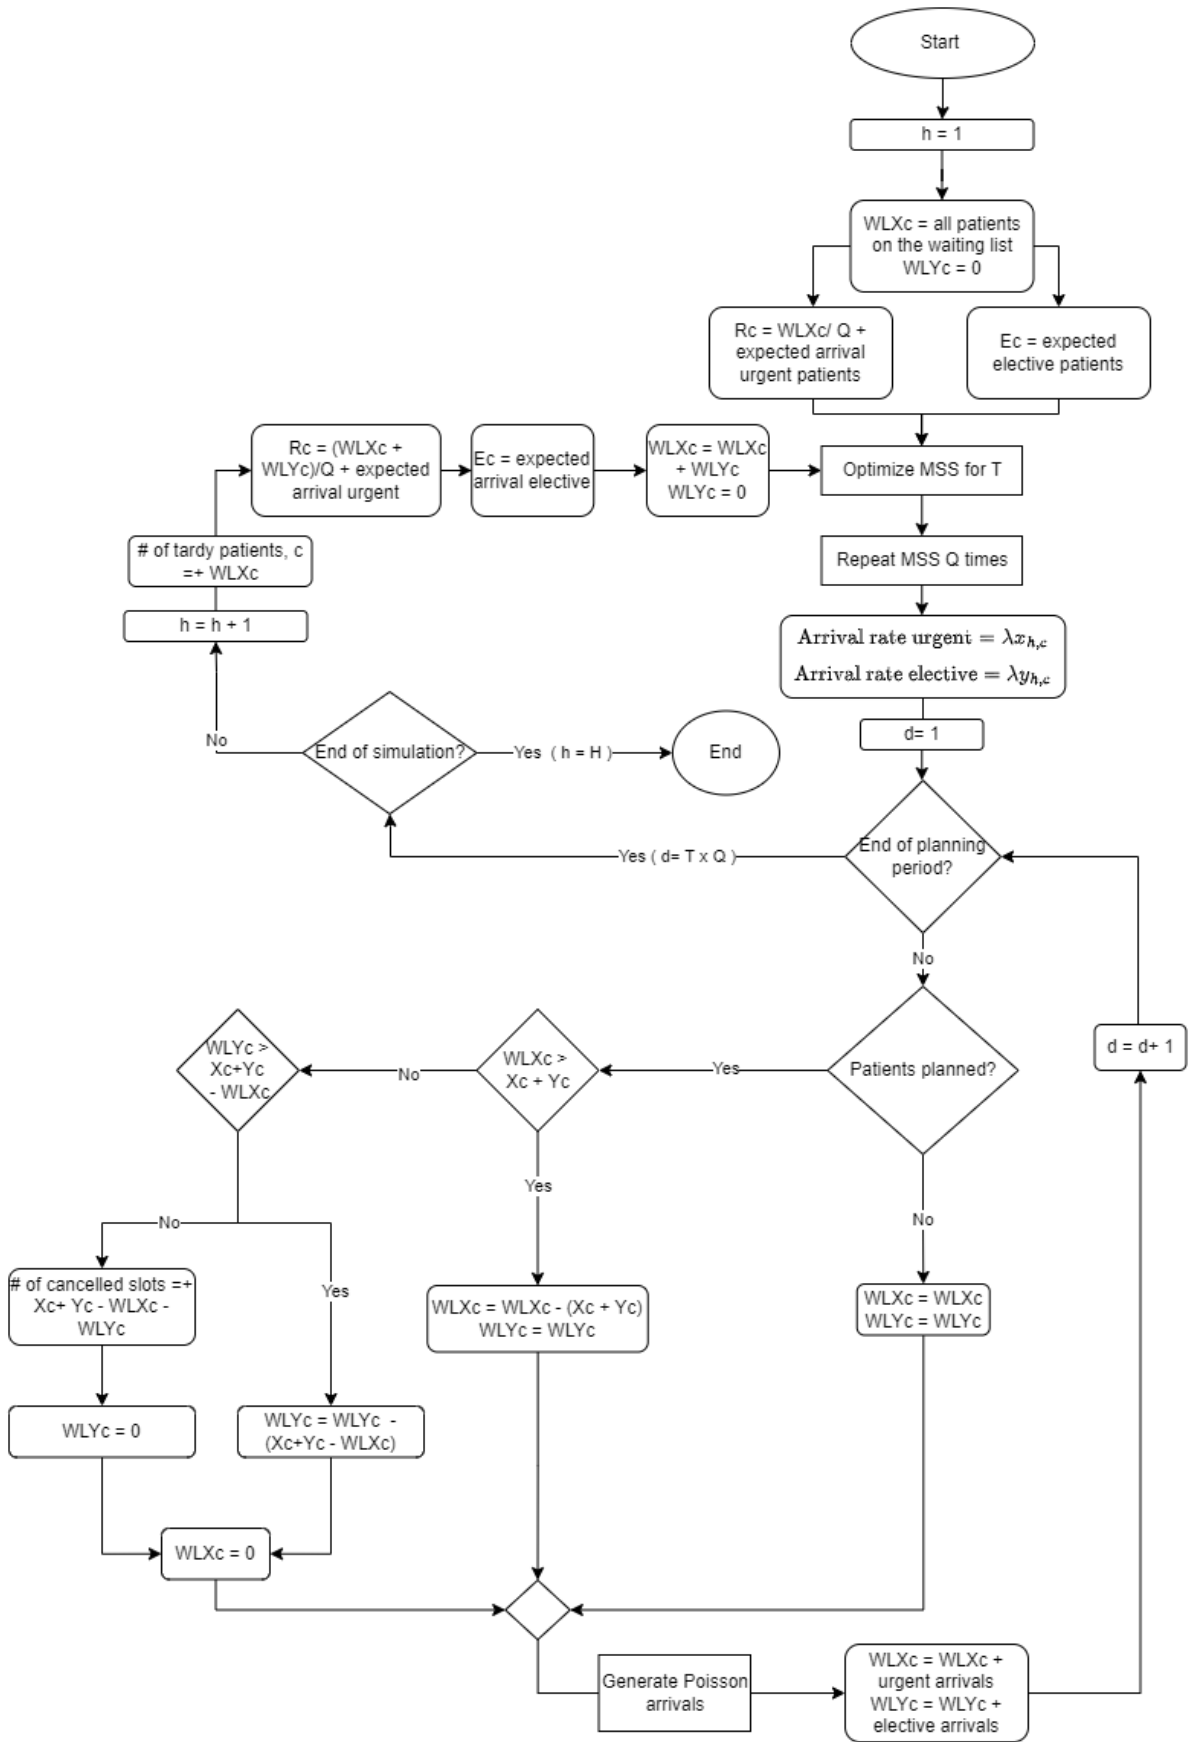 Start
h = 1
WLXc = all patients
on the waiting list
WLYc = 0
Rc = WLXc/ Q +
expected arrival
urgent patients
Ec = expected
elective patients
Rc = (WLXc +
WLYc)/Q + expected
arrival urgent
Ec = expected
arrival elective
WLXc = WLXc
+ WLYc
WLYc = 0
Optimize MSS for T
# of tardy patients, c
=+ WLXc
Repeat MSS Q times
h = h + 1
Arrival rate urgent = λx_{h,c}
Arrival rate elective = λy_{h,c}
d= 1
No
End of simulation?
Yes ( h = H )
End
End of planning
period?
Yes ( d= T x Q )
No
d = d+ 1
WLYc >
Xc+Yc
- WLXc
No
WLXc >
Xc + Yc
Yes
Patients planned?
Yes
No
No
Yes
# of cancelled slots =+
Xc+ Yc - WLXc -
WLYc
WLXc = WLXc - (Xc + Yc)
WLYc = WLYc
WLXc = WLXc
WLYc = WLYc
WLYc = 0
WLYc = WLYc -
(Xc+Yc - WLXc)
WLXc = 0
Generate Poisson
arrivals
WLXc = WLXc +
urgent arrivals
WLYc = WLYc +
elective arrivals